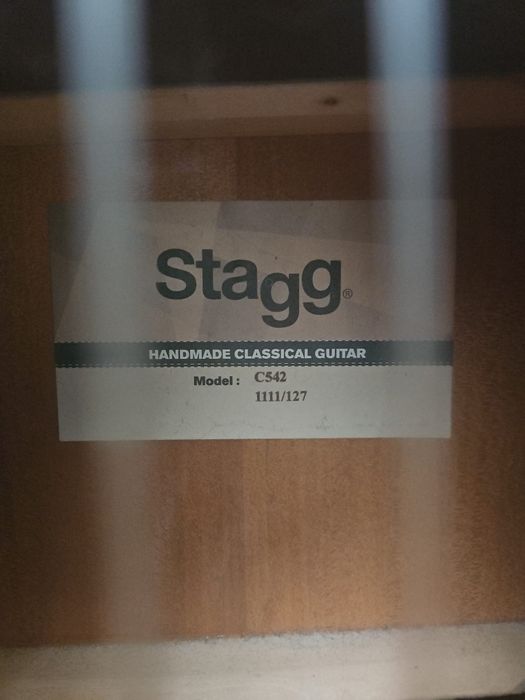 Stagg®
HANDMADE CLASSICAL GUITAR
Model : C542
1111/127